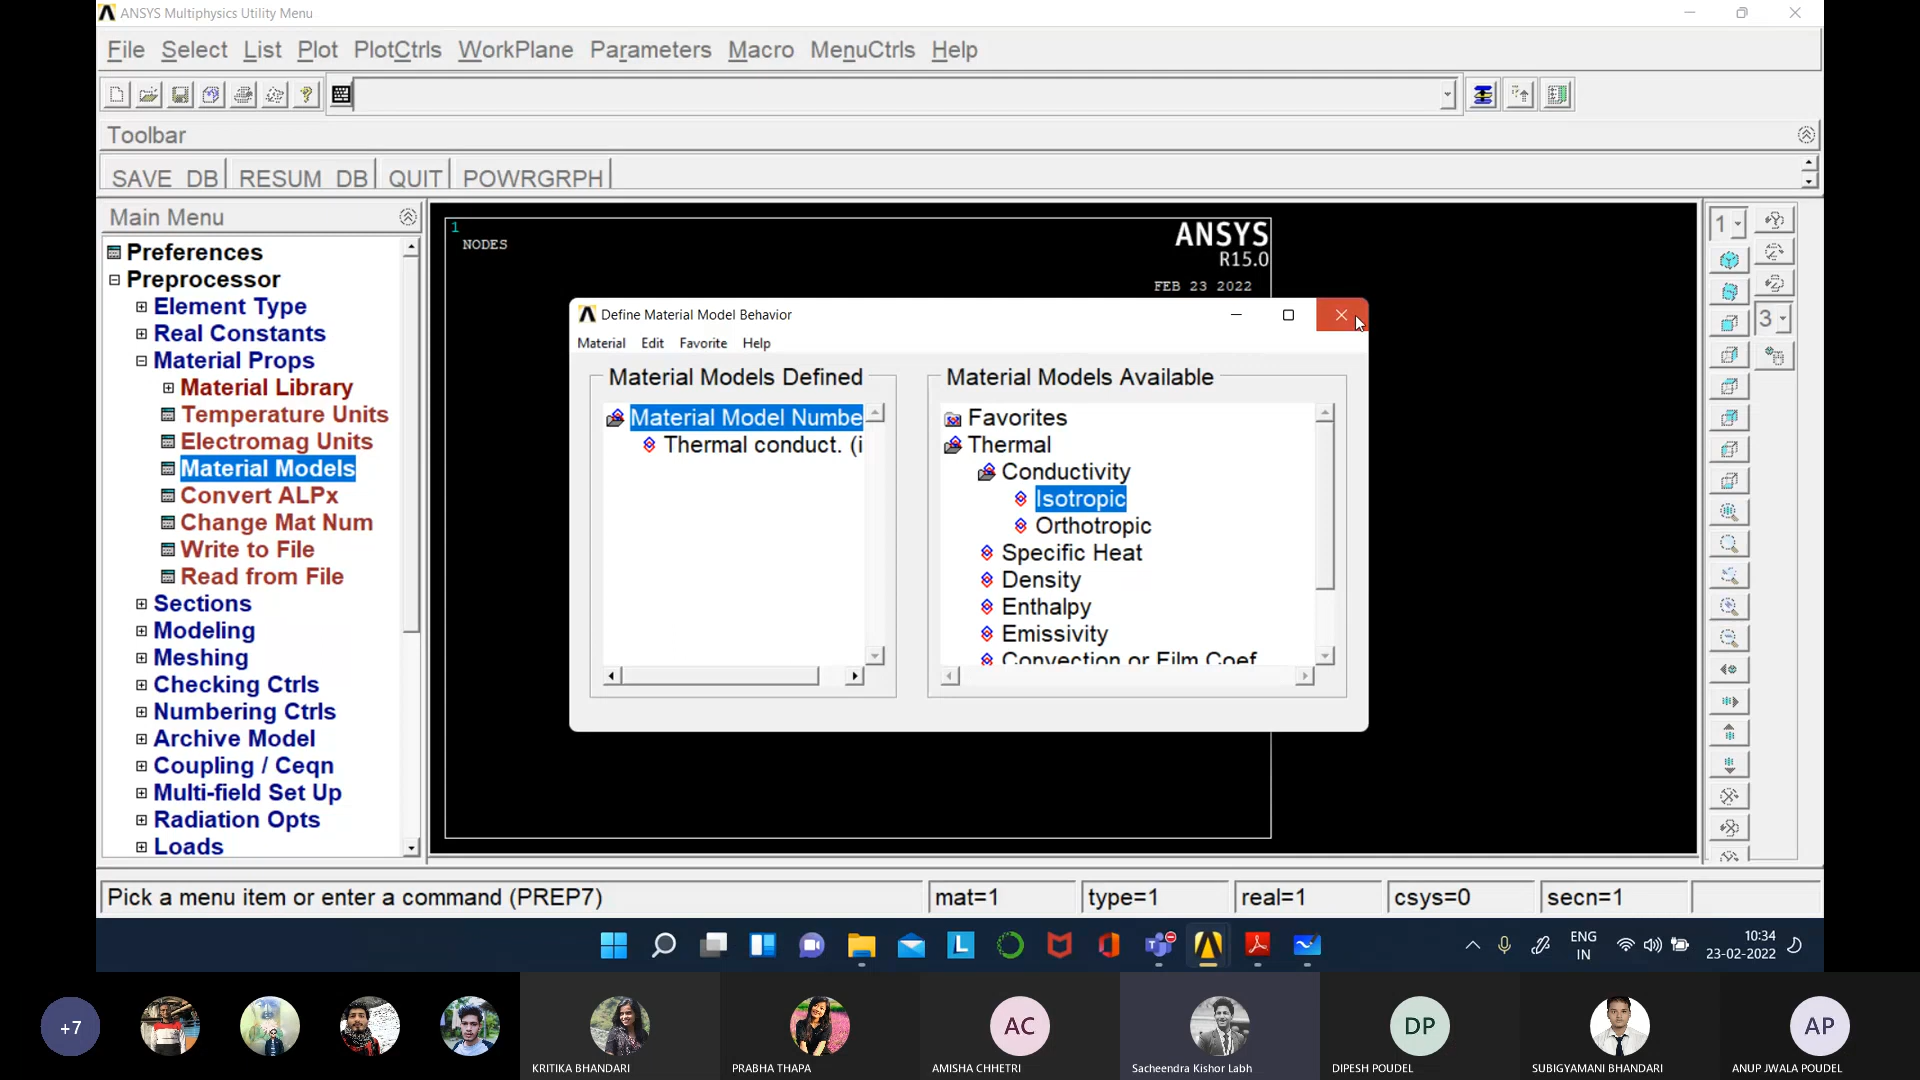 ANSYS Multiphysics Utility Menu
File Select List Plot PlotCtrls WorkPlane Parameters Macro MenuCtrls Help
Toolbar
SAVE_DB RESUM_DB QUIT POWRGRPH
Main Menu
Preferences
Preprocessor
Element Type
Real Constants
Material Props
Material Library
Temperature Units
Electromag Units
Material Models
Convert ALPx
Change Mat Num
Write to File
Read from File
Sections
Modeling
Meshing
Checking Ctrls
Numbering Ctrls
Archive Model
Coupling / Ceqn
Multi-field Set Up
Radiation Opts
Loads
1
NODES
ANSYS
R15.0
FEB 23 2022
Define Material Model Behavior
Material Edit Favorite Help
Material Models Defined
Material Model Numbe
Thermal conduct. (i
Material Models Available
Favorites
Thermal
Conductivity
Isotropic
Orthotropic
Specific Heat
Density
Enthalpy
Emissivity
Convection or Film Coef
1
3
Pick a menu item or enter a command (PREP7)
mat=1
type=1
real=1
csys=0
secn=1
ENG
IN
10:34
23-02-2022
+7
KRITIKA BHANDARI
PRABHA THAPA
AC
AMISHA CHHETRI
Sacheendra Kishor Labh
DP
DIPESH POUDEL
SUBIGYAMANI BHANDARI
AP
ANUP JWALA POUDEL